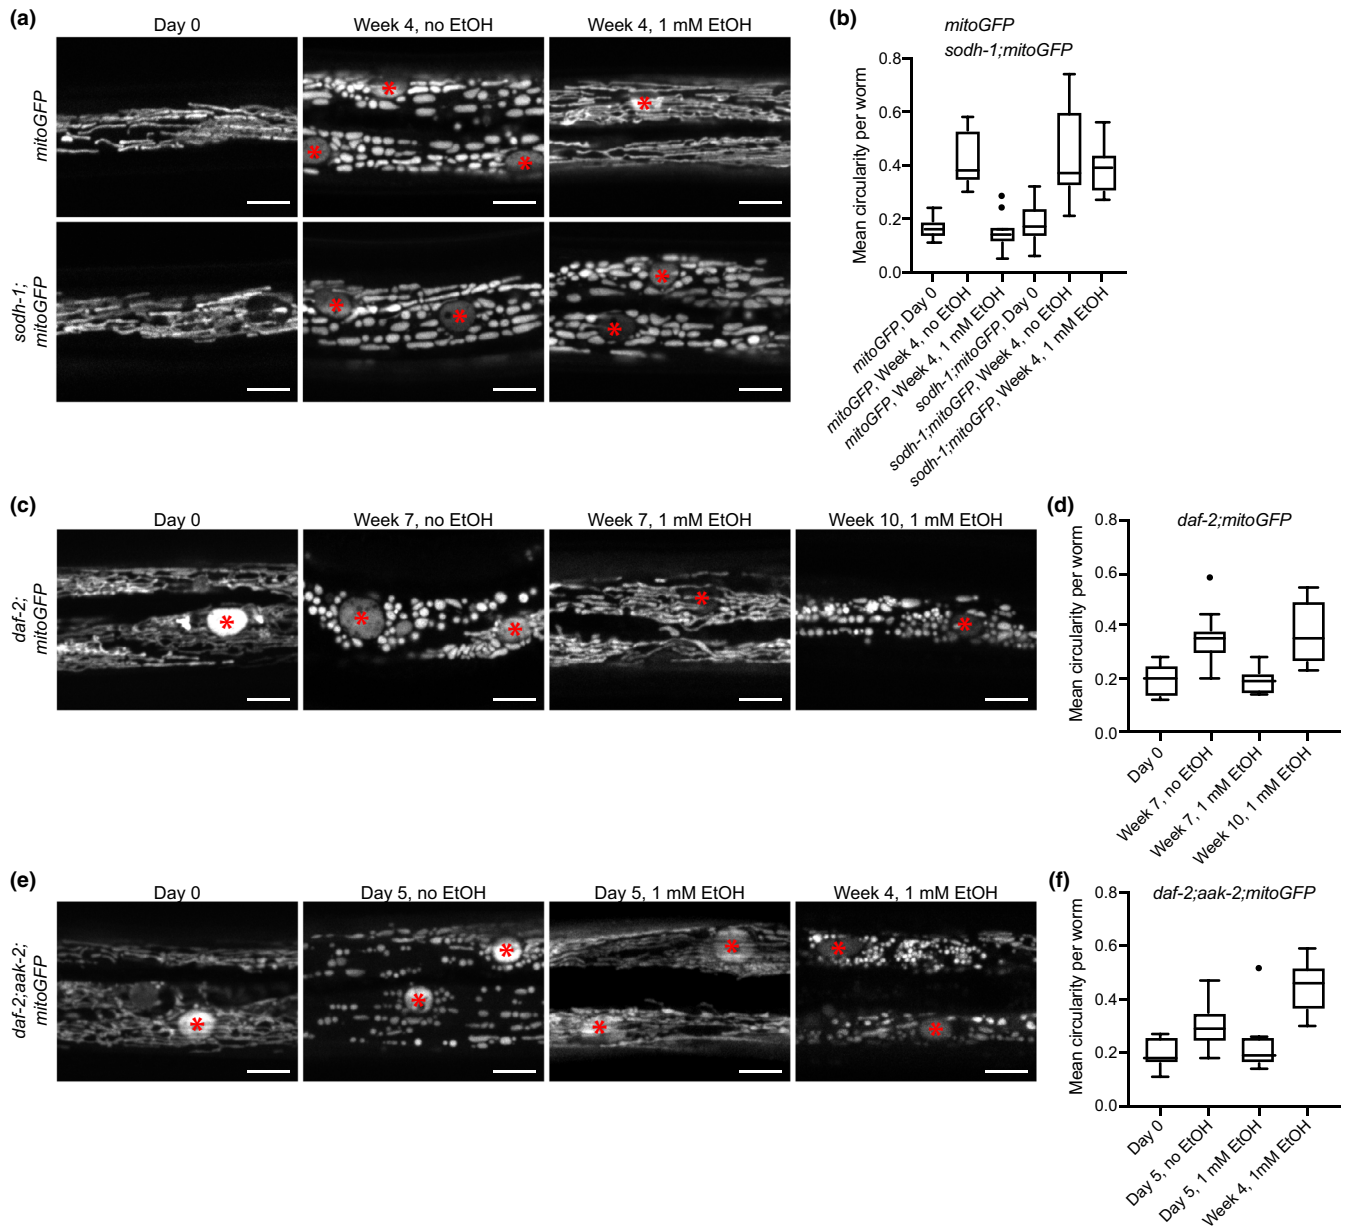 (a)
Day 0
Week 4, no EtOH
Week 4, 1 mM EtOH
mitoGFP
* * * *
sodh-1;
mitoGFP
* * * *
(b)
mitoGFP
sodh-1;mitoGFP
Mean circularity per worm
0.8
0.6
0.4
0.2
0.0
mitoGFP, Day 0
mitoGFP, Week 4, no EtOH
mitoGFP, Week 4, 1 mM EtOH
sodh-1;mitoGFP, Day 0
sodh-1;mitoGFP, Week 4, no EtOH
sodh-1;mitoGFP, Week 4, 1 mM EtOH
(c)
Day 0
Week 7, no EtOH
Week 7, 1 mM EtOH
Week 10, 1 mM EtOH
daf-2;
mitoGFP
* * * * *
(d)
daf-2;mitoGFP
Mean circularity per worm
0.8
0.6
0.4
0.2
0.0
Day 0
Week 7, no EtOH
Week 7, 1 mM EtOH
Week 10, 1 mM EtOH
(e)
Day 0
Day 5, no EtOH
Day 5, 1 mM EtOH
Week 4, 1 mM EtOH
daf-2;aak-2;
mitoGFP
* * * * * * *
(f)
daf-2;aak-2;mitoGFP
Mean circularity per worm
0.8
0.6
0.4
0.2
0.0
Day 0
Day 5, no EtOH
Day 5, 1 mM EtOH
Week 4, 1mM EtOH